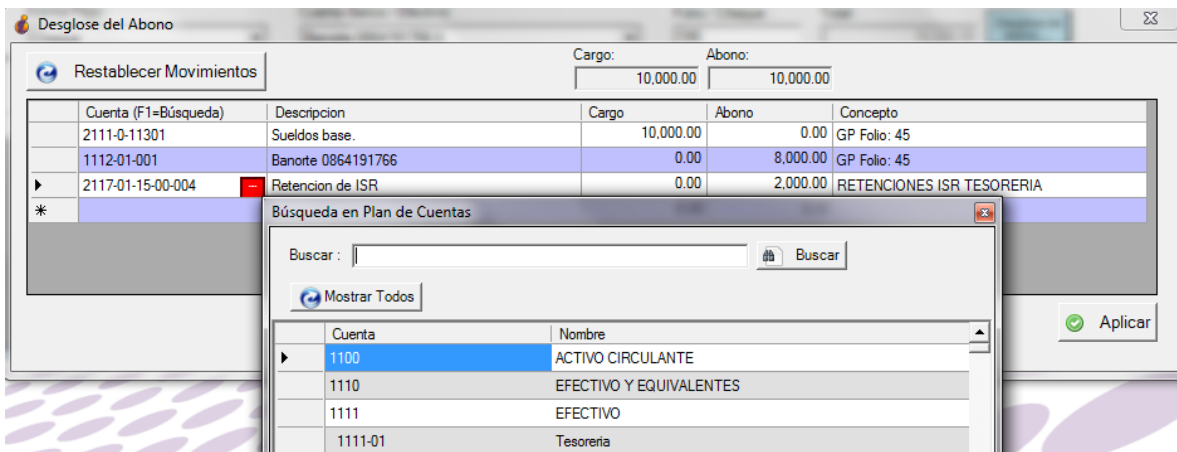 Desglose del Abono
Restablecer Movimientos
Cargo: Abono:
10,000.00 10,000.00
Cuenta (F1=Búsqueda) Descripcion Cargo Abono Concepto
2111-0-11301 Sueldos base. 10,000.00 0.00 GP Folio: 45
1112-01-001 Banorte 0864191766 0.00 8,000.00 GP Folio: 45
2117-01-15-00-004 Retencion de ISR 0.00 2,000.00 RETENCIONES ISR TESORERIA
Búsqueda en Plan de Cuentas
Buscar : Buscar
Mostrar Todos
Aplicar
Cuenta Nombre
1100 ACTIVO CIRCULANTE
1110 EFECTIVO Y EQUIVALENTES
1111 EFECTIVO
1111-01 Tesoreria